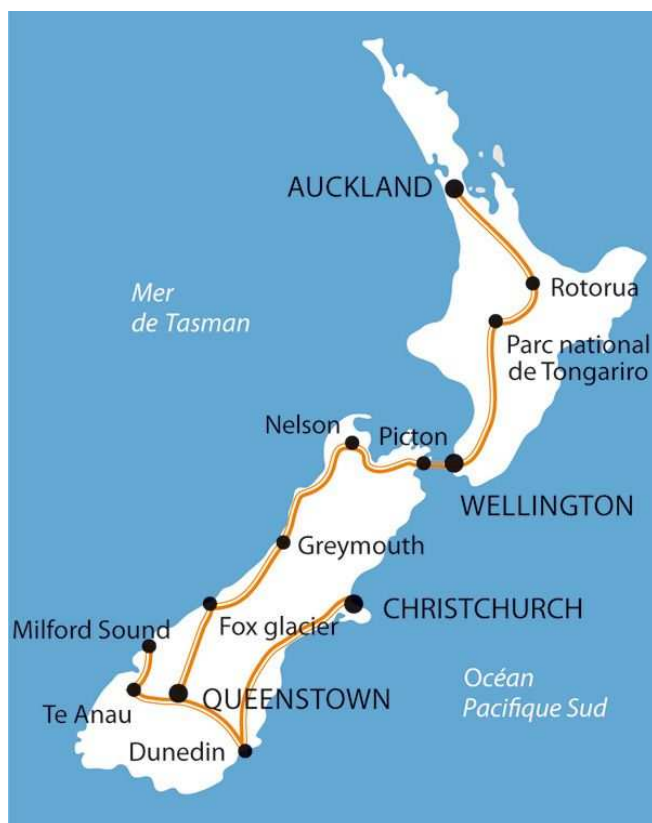 AUCKLAND
Mer
de Tasman
Rotorua
Parc national
de Tongariro
Nelson
Picton
WELLINGTON
Greymouth
CHRISTCHURCH
Milford Sound
Fox glacier
Te Anau
QUEENSTOWN
Océan
Pacifique Sud
Dunedin